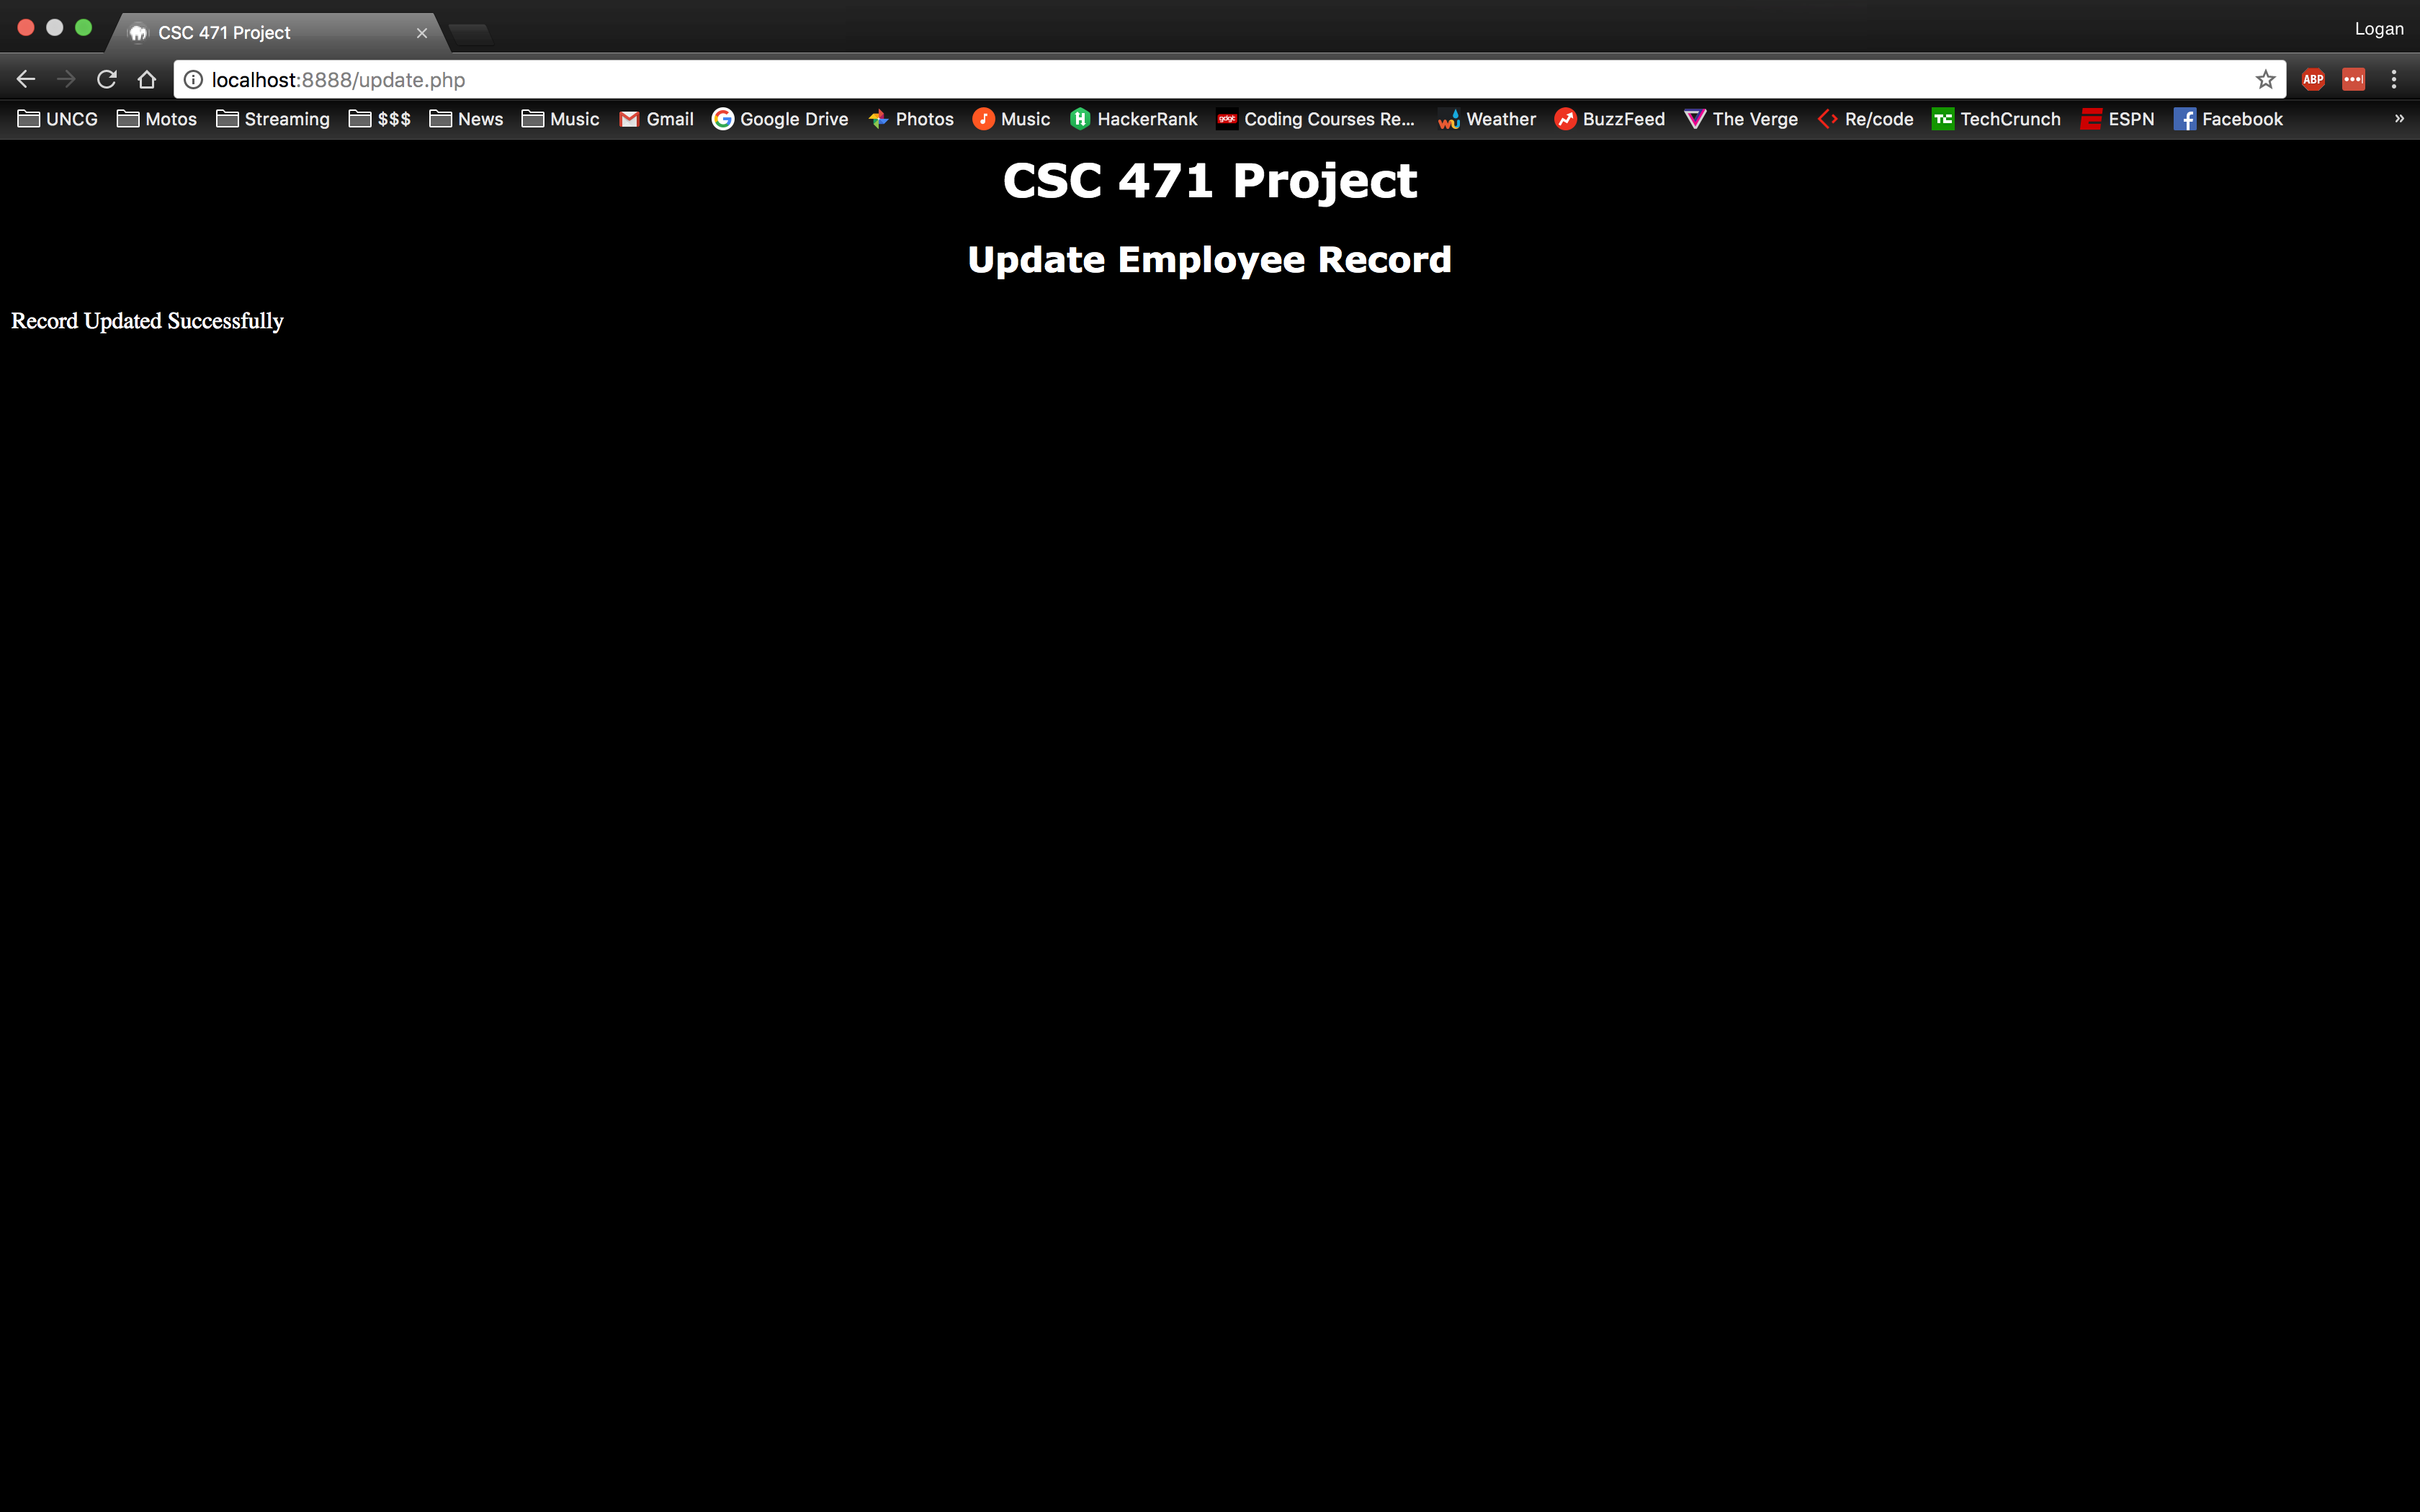 CSC 471 Project
Logan
localhost:8888/update.php
ABP
UNCG Motos Streaming $$$ News Music Gmail Google Drive Photos Music HackerRank Coding Courses Re... Weather BuzzFeed The Verge Re/code TechCrunch ESPN Facebook »
CSC 471 Project
Update Employee Record
Record Updated Successfully